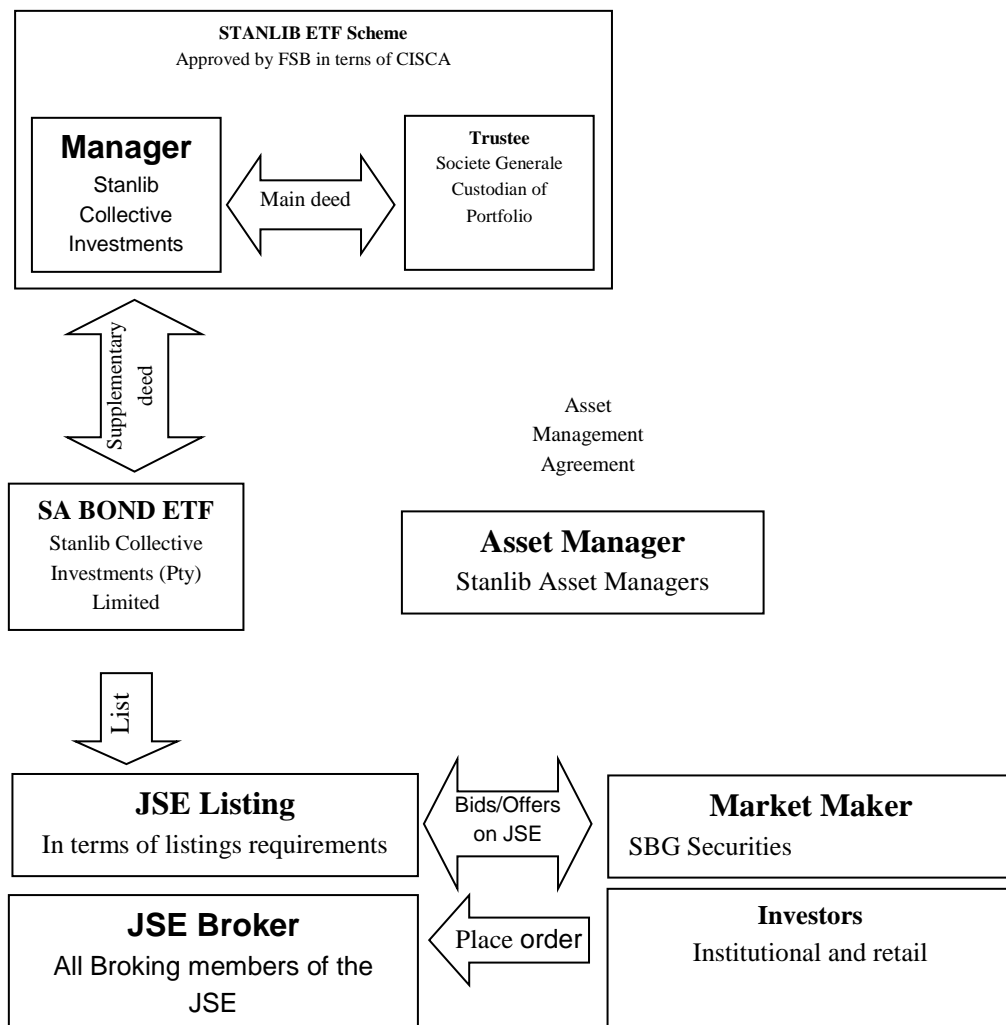 STANLIB ETF Scheme
Approved by FSB in terns of CISCA
Manager
Stanlib
Collective
Investments
Main deed
Trustee
Societe Generale
Custodian of
Portfolio
Supplementary
deed
Asset
Management
Agreement
SA BOND ETF
Stanlib Collective
Investments (Pty)
Limited
Asset Manager
Stanlib Asset Managers
List
JSE Listing
In terms of listings requirements
Bids/Offers
on JSE
Market Maker
SBG Securities
JSE Broker
All Broking members of the
JSE
Place order
Investors
Institutional and retail